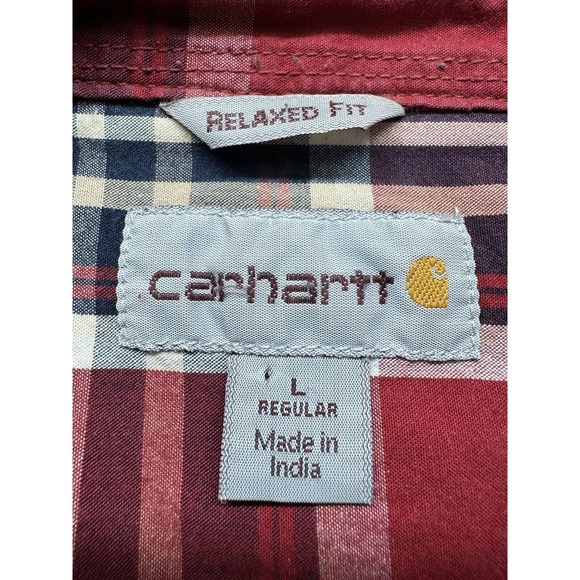 RELAXED FIT
carhartt
L
REGULAR
Made in
India